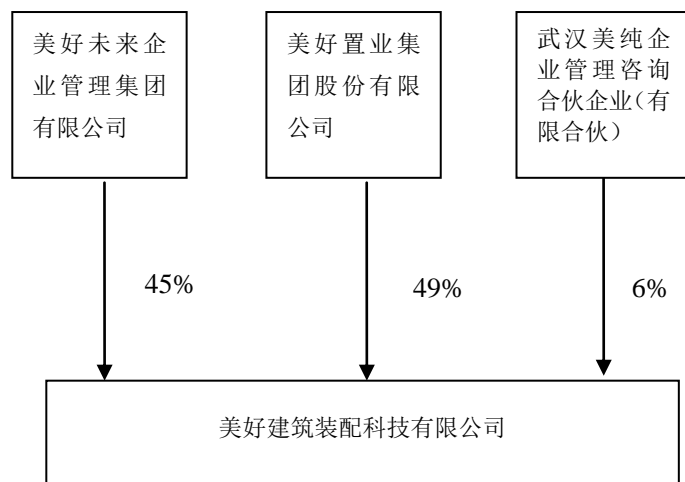 美好未来企
业管理集团
有限公司
美好置业集
团股份有限
公司
武汉美纯企
业管理咨询
合伙企业（有
限合伙）
45%
49%
6%
美好建筑装配科技有限公司